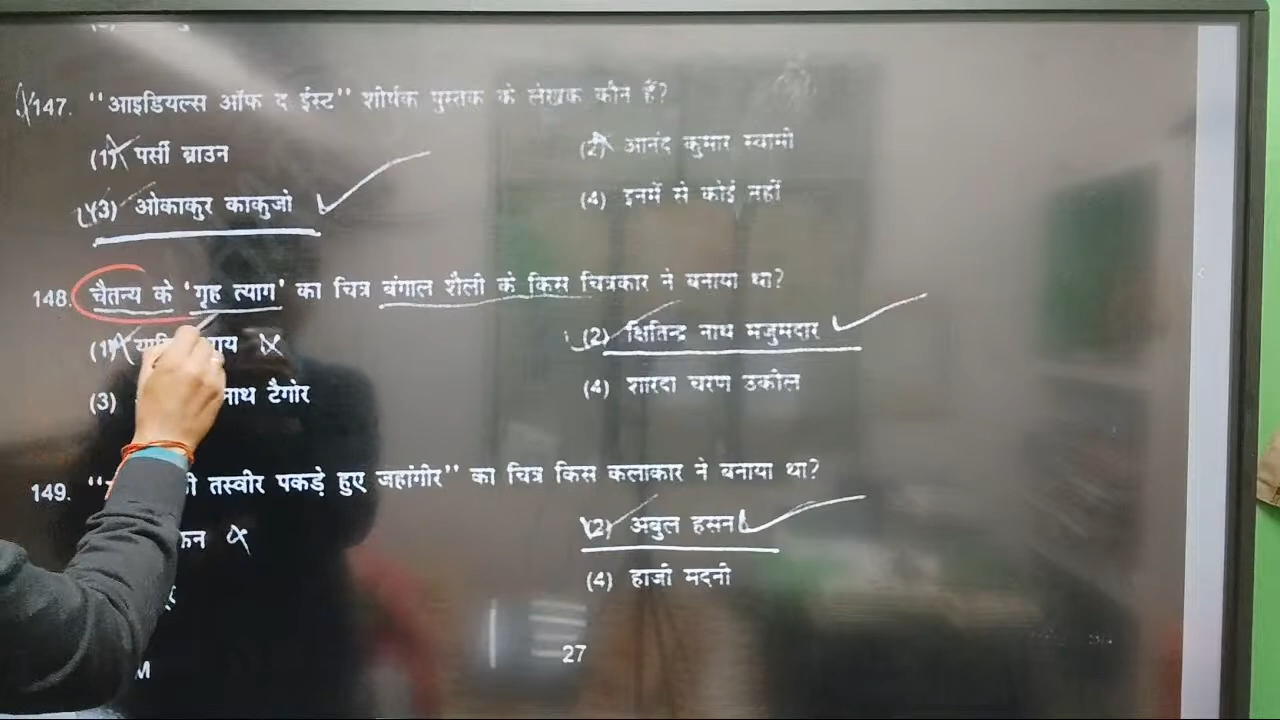 147. "आइडियल्स ऑफ द ईस्ट" शीर्षक पुस्तक के लेखक कौन हैं?
(1) पर्सी ब्राउन
(2) आनंद कुमार स्वामी
(3) ओकाकुर काकुजो
(4) इनमें से कोई नहीं
148. चैतन्य के 'गृह त्याग' का चित्र बंगाल शैली के किस चित्रकार ने बनाया था?
(1) राय
(2) क्षितिन्द्र नाथ मजुमदार
(3) नाथ टैगोर
(4) शारदा चरण उकील
149. " की तस्वीर पकड़े हुए जहांगीर" का चित्र किस कलाकार ने बनाया था?
(2) अबुल हसन
(4) हाजी मदनी
27
M